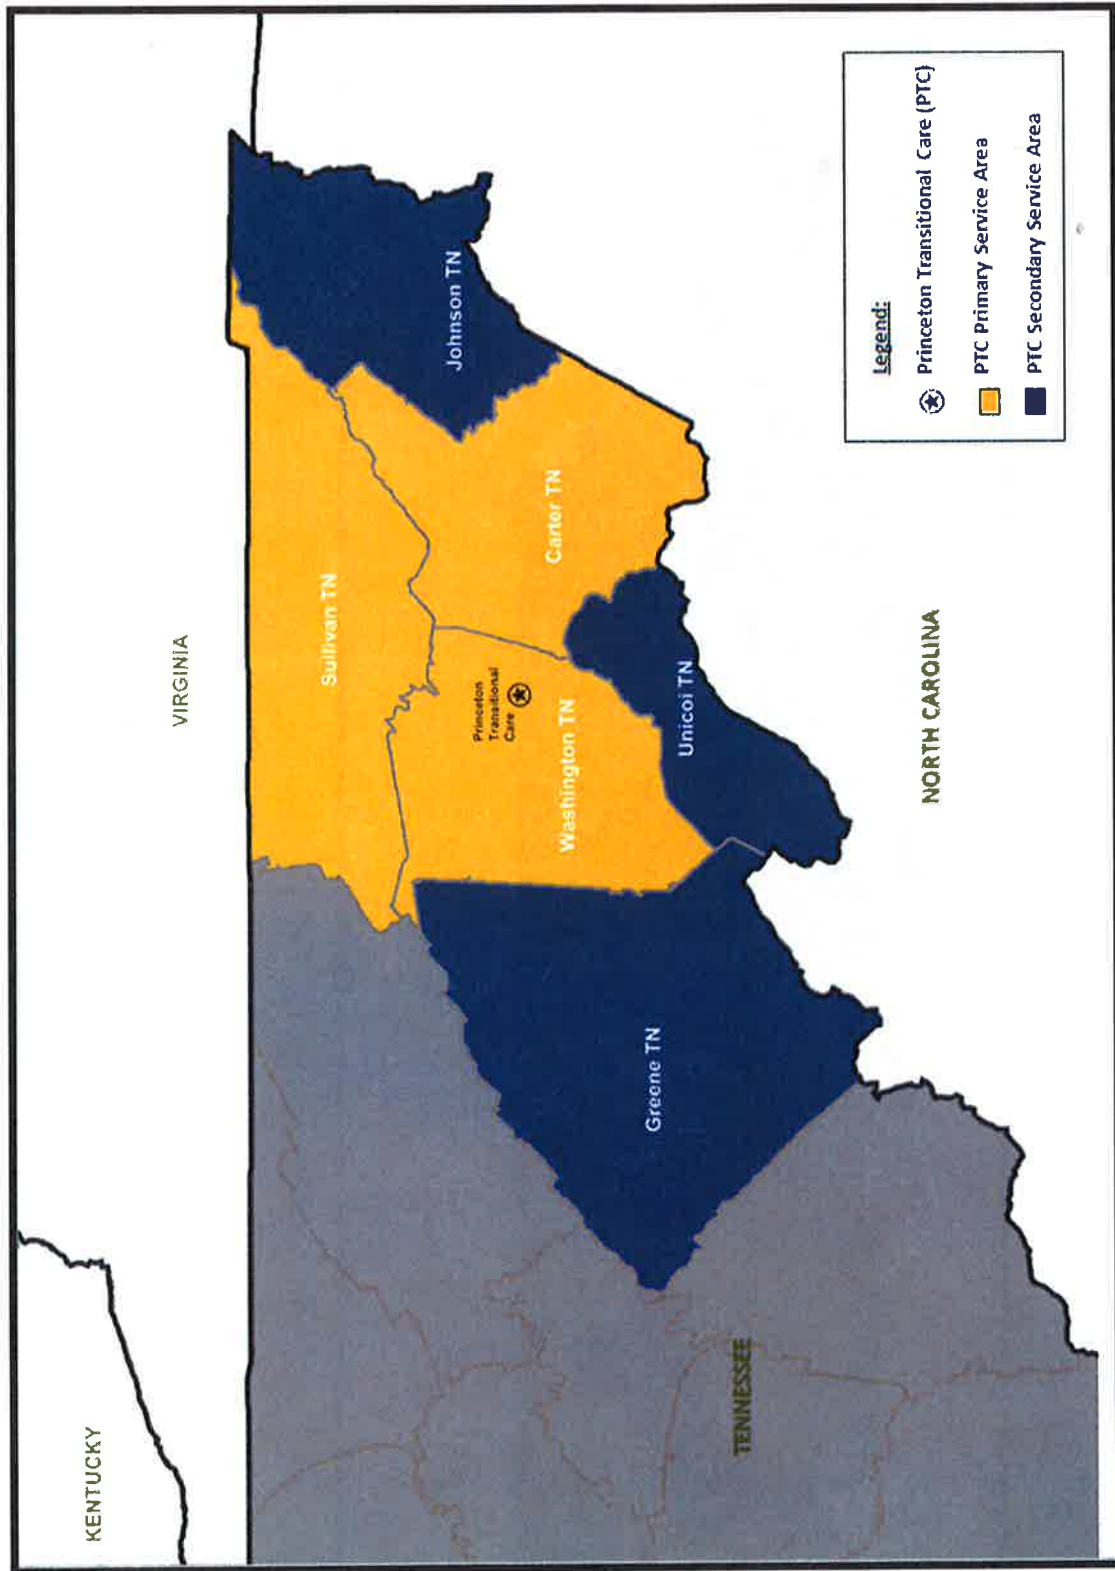 KENTUCKY
VIRGINIA
Sullivan TN
Johnson TN
Princeton
Transitional
Care
Carter TN
Washington TN
Unicoi TN
Greene TN
TENNESSEE
NORTH CAROLINA
Legend:
Princeton Transitional Care (PTC)
PTC Primary Service Area
PTC Secondary Service Area